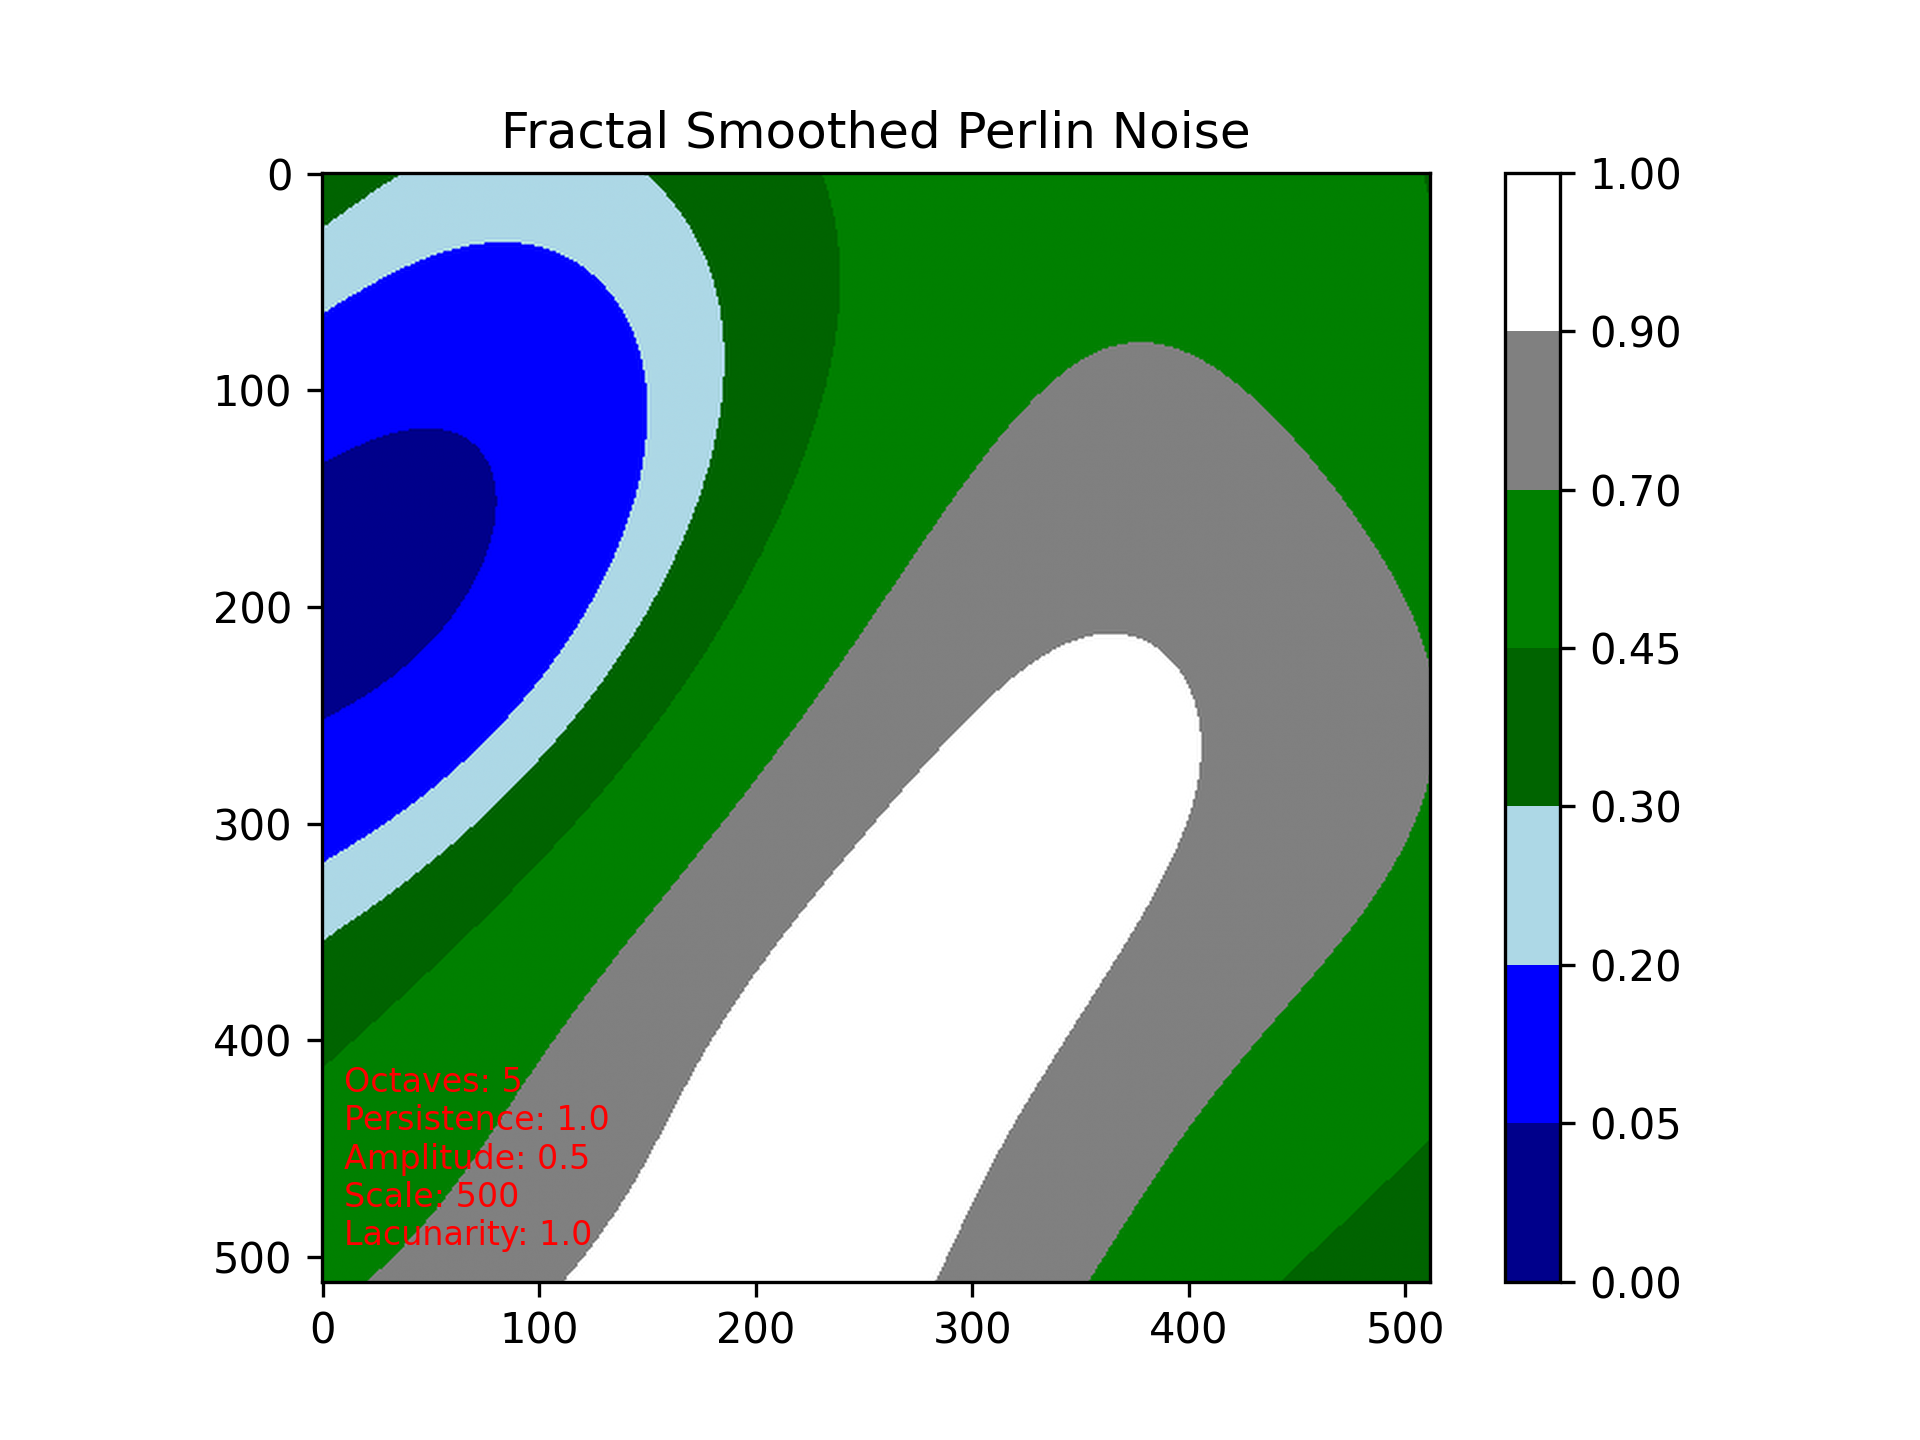 Fractal Smoothed Perlin Noise
0
100
200
300
400
500
Octaves: 5
Persistence: 1.0
Amplitude: 0.5
Scale: 500
Lacunarity: 1.0
0 100 200 300 400 500
1.00
0.90
0.70
0.45
0.30
0.20
0.05
0.00